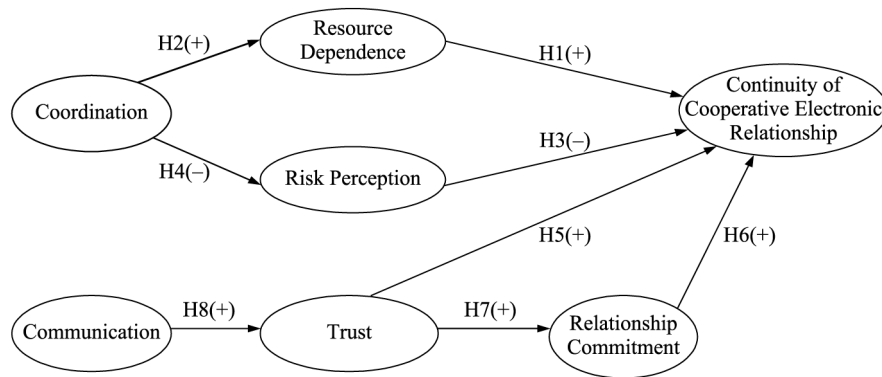 Resource
Dependence
H2(+)
H1(+)
Coordination
Continuity of
Cooperative Electronic
Relationship
H4(–)
Risk Perception
H3(–)
H5(+)
H6(+)
Communication
H8(+)
Trust
H7(+)
Relationship
Commitment